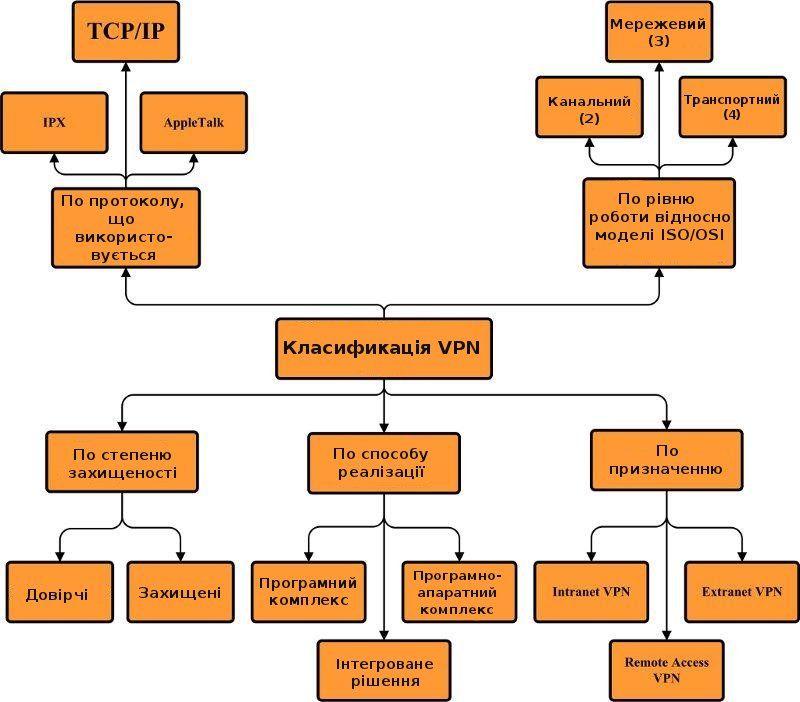 TCP/IP
IPX
AppleTalk
По протоколу,
що
використо-
вується
Мережевий
(3)
Канальний
(2)
Транспортний
(4)
По рівню
роботи відносно
моделі ISO/OSI
Класифікація VPN
По степеню
захищеності
Довірчі
Захищені
По способу
реалізації
Програмний
комплекс
Програмно-
апаратний
комплекс
Інтегроване
рішення
По
призначенню
Intranet VPN
Extranet VPN
Remote Access
VPN